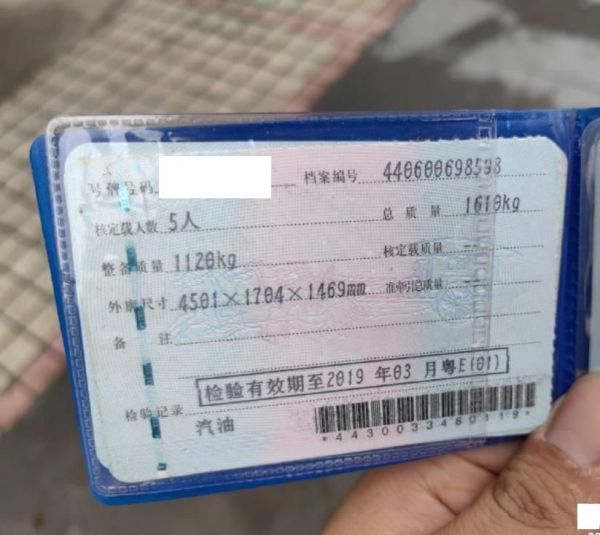 号牌号码 档案编号 440600698598
核定载人数 5人 总质量 1610kg
整备质量 1120kg 核定载质量 --
外廓尺寸 4501×1704×1469mm 准牵引总质量 --
备注
检验记录 检验有效期至2019年03月粤E(01)
汽油
*4430033480119*